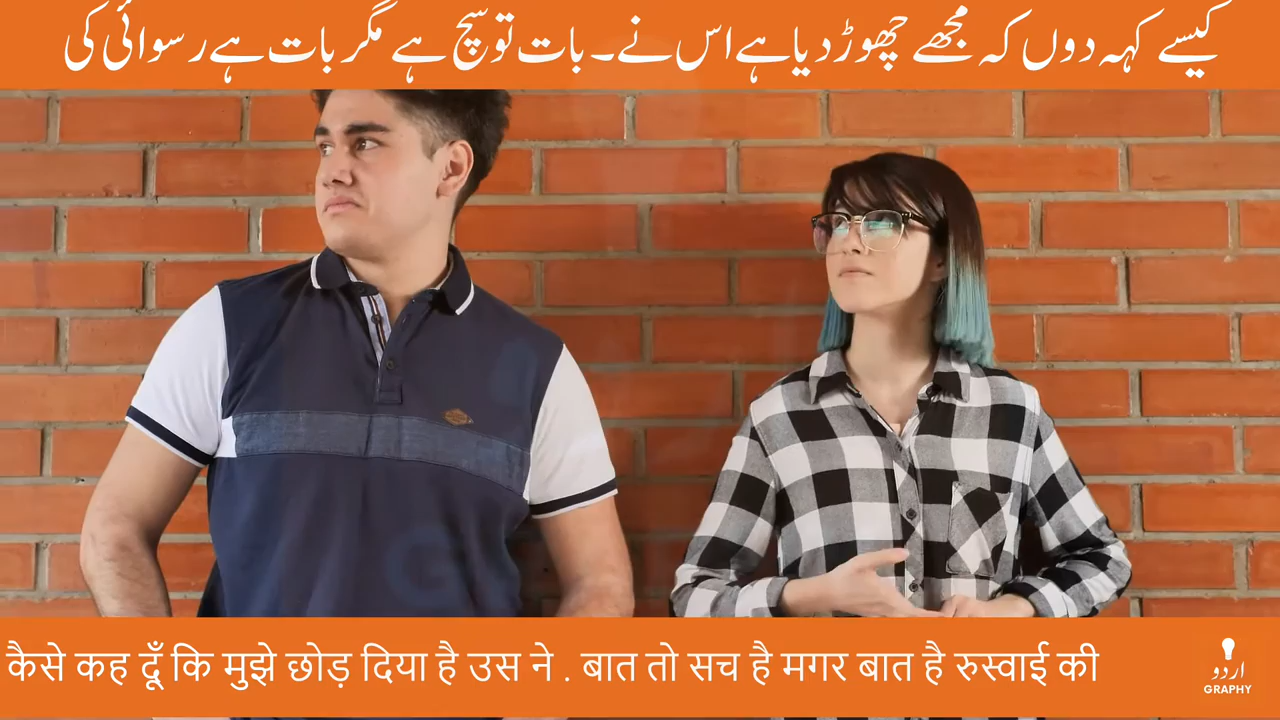 کیسے کہہ دوں کہ مجھے چھوڑ دیا ہے اس نے۔ بات تو سچ ہے مگر بات ہے رسوائی کی
कैसे कह दूँ कि मुझे छोड़ दिया है उस ने . बात तो सच है मगर बात है रुस्वाई की
اردو
GRAPHY